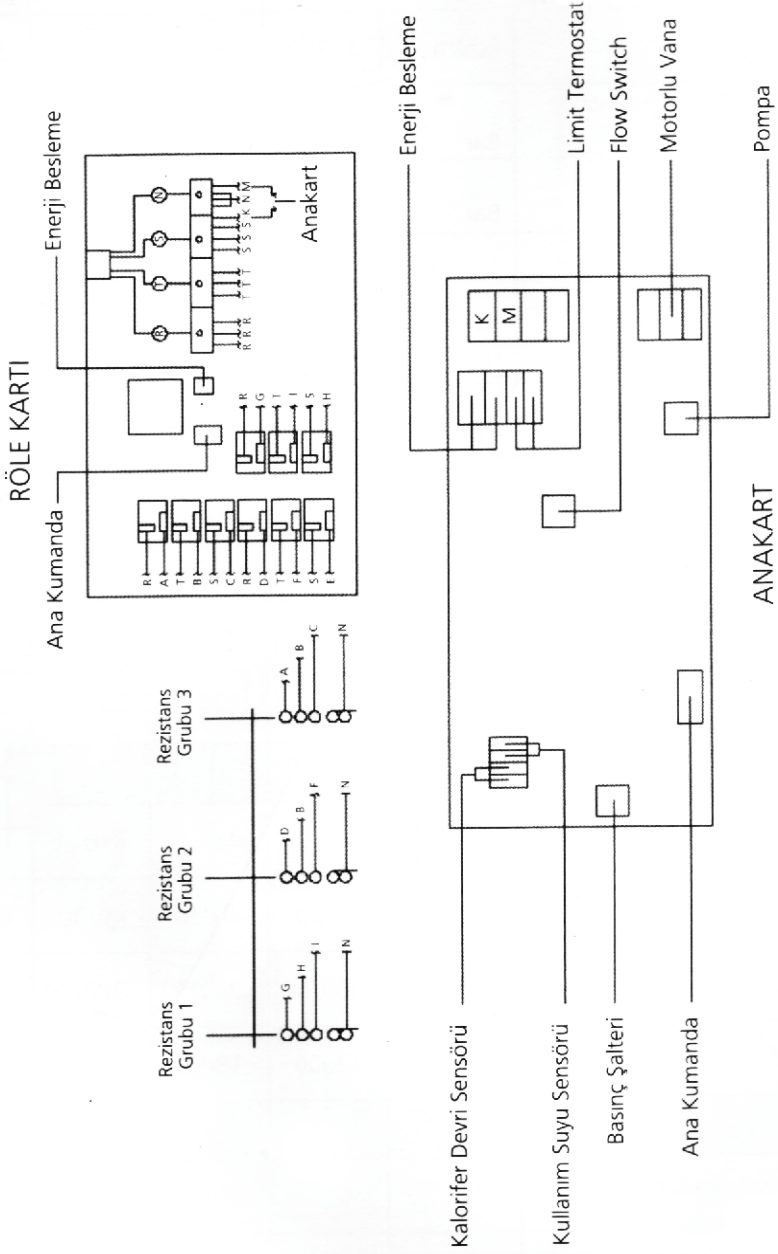 RÖLE KARTI
Ana Kumanda
Enerji Besleme
R
T
S
N
R
R
R
T
T
T
S
S
S
K
N
M
Anakart
R
A
T
B
S
C
R
D
T
F
S
E
R
G
T
I
S
H
Rezistans
Grubu 1
G
H
I
N
Rezistans
Grubu 2
D
B
F
N
Rezistans
Grubu 3
A
B
C
N
Enerji Besleme
Limit Termostat
Flow Switch
Motorlu Vana
Pompa
K
M
Kalorifer Devri Sensörü
Kullanım Suyu Sensörü
Basınç Şalteri
Ana Kumanda
ANAKART